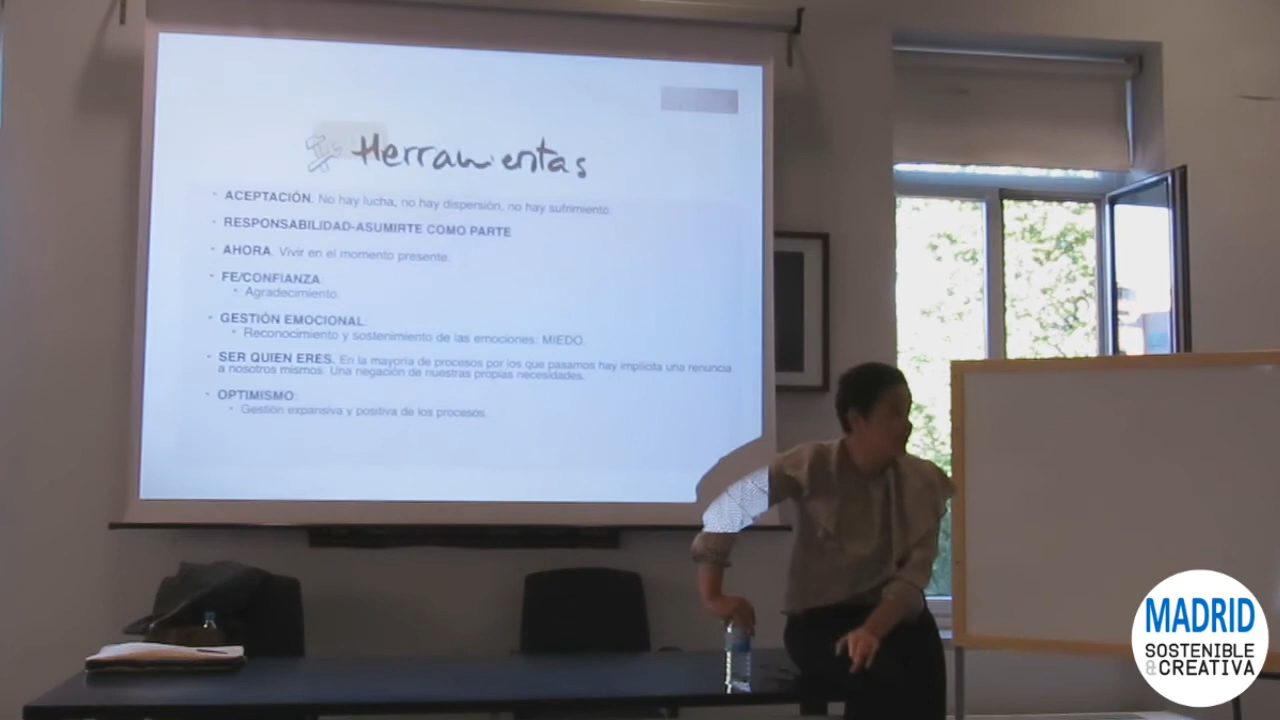 Herramientas
- ACEPTACIÓN. No hay lucha, no hay dispersión, no hay sufrimiento.
- RESPONSABILIDAD-ASUMIRTE COMO PARTE
- AHORA. Vivir en el momento presente.
- FE/CONFIANZA.
• Agradecimiento.
- GESTIÓN EMOCIONAL:
• Reconocimiento y sostenimiento de las emociones: MIEDO.
- SER QUIEN ERES. En la mayoría de procesos por los que pasamos hay implícita una renuncia
a nosotros mismos. Una negación de nuestras propias necesidades.
- OPTIMISMO:
• Gestión expansiva y positiva de los procesos.
MADRID
SOSTENIBLE
&CREATIVA